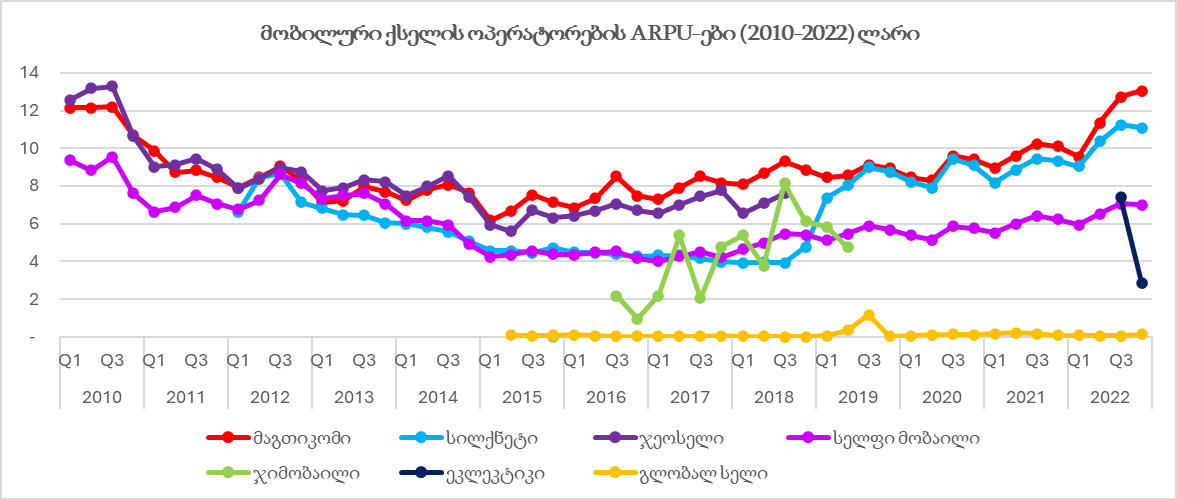 მობილური ქსელის ოპერატორების ARPU-ები (2010-2022) ლარი
14
12
10
8
6
4
2
-
Q1 Q3 Q1 Q3 Q1 Q3 Q1 Q3 Q1 Q3 Q1 Q3 Q1 Q3 Q1 Q3 Q1 Q3 Q1 Q3 Q1 Q3 Q1 Q3 Q1 Q3
2010 2011 2012 2013 2014 2015 2016 2017 2018 2019 2020 2021 2022
მაგთიკომი სილქნეტი ჯეოსელი სელფი მობაილი
ჯიმობაილი ეკლექტიკი გლობალ სელი